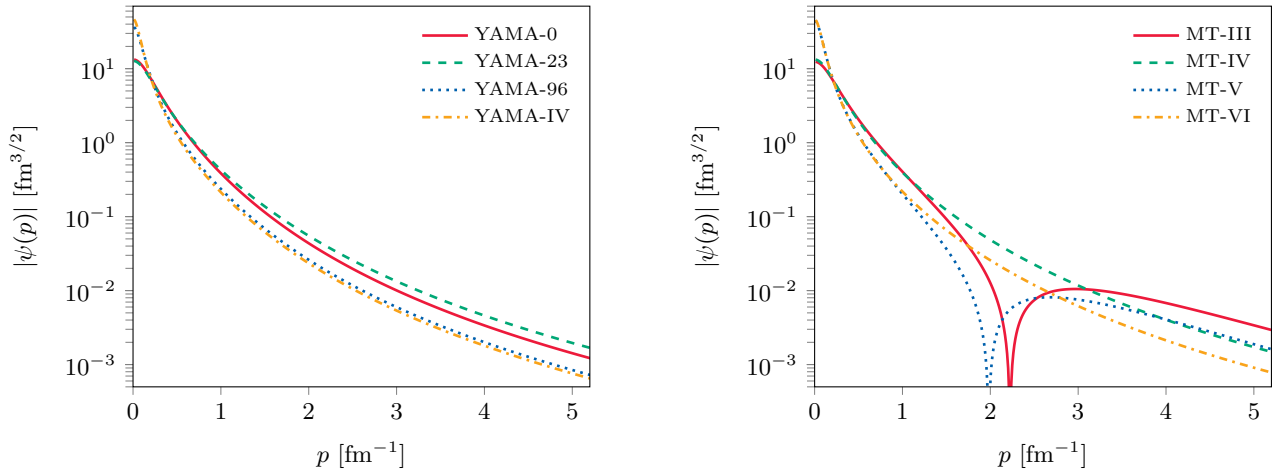 YAMA-0
YAMA-23
YAMA-96
YAMA-IV
10^1
10^0
10^−1
10^−2
10^−3
|ψ(p)| [fm^3/2]
0 1 2 3 4 5
p [fm^−1]
MT-III
MT-IV
MT-V
MT-VI
10^1
10^0
10^−1
10^−2
10^−3
|ψ(p)| [fm^3/2]
0 1 2 3 4 5
p [fm^−1]